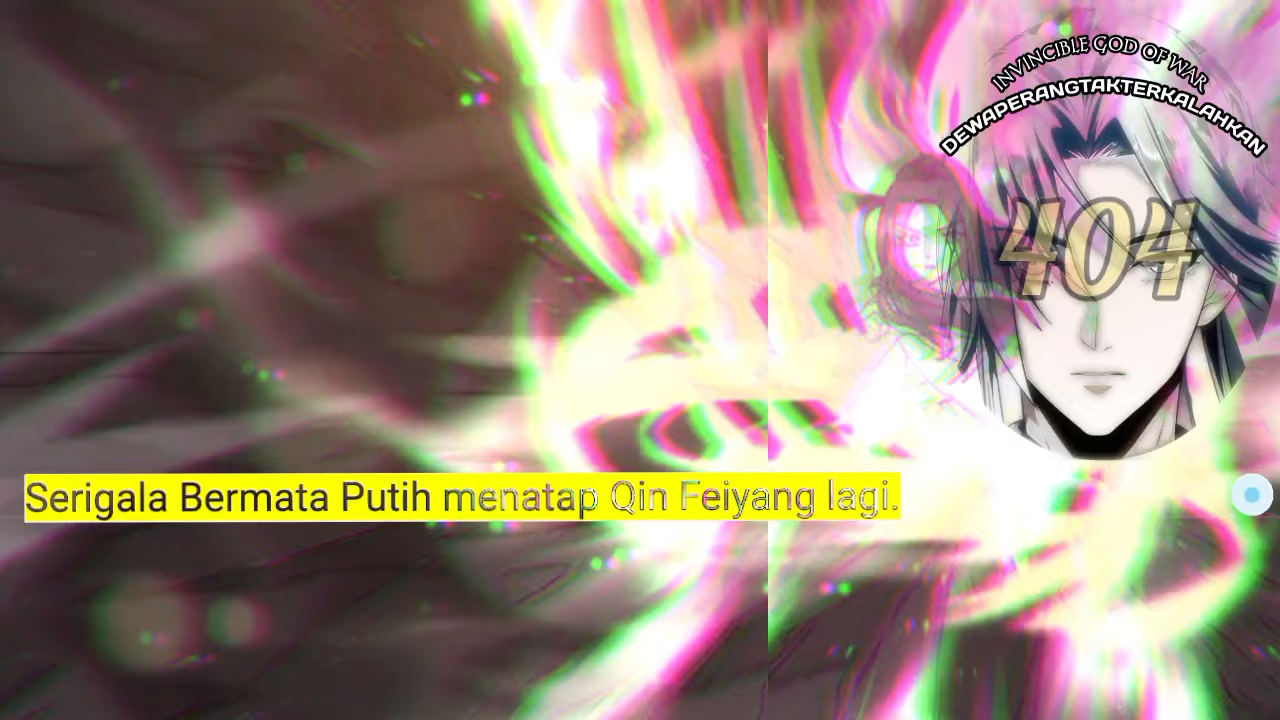 INVINCIBLE GOD OF WAR
DEWAPERANGTAKTERKALAHKAN
404
Serigala Bermata Putih menatap Qin Feiyang lagi.